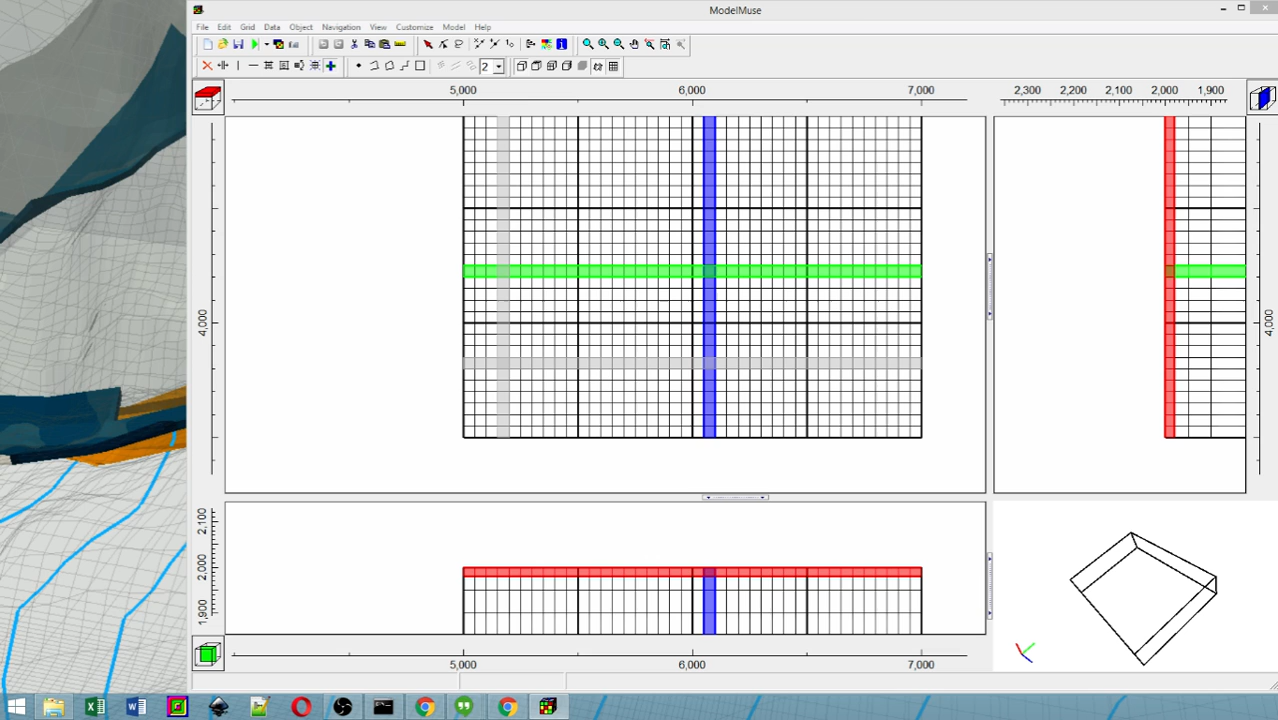 ModelMuse
File Edit Grid Data Object Navigation View Customize Model Help
2
5,000 6,000 7,000
2,300 2,200 2,100 2,000 1,900
4,000
4,000
2,100
2,000
1,900
5,000 6,000 7,000